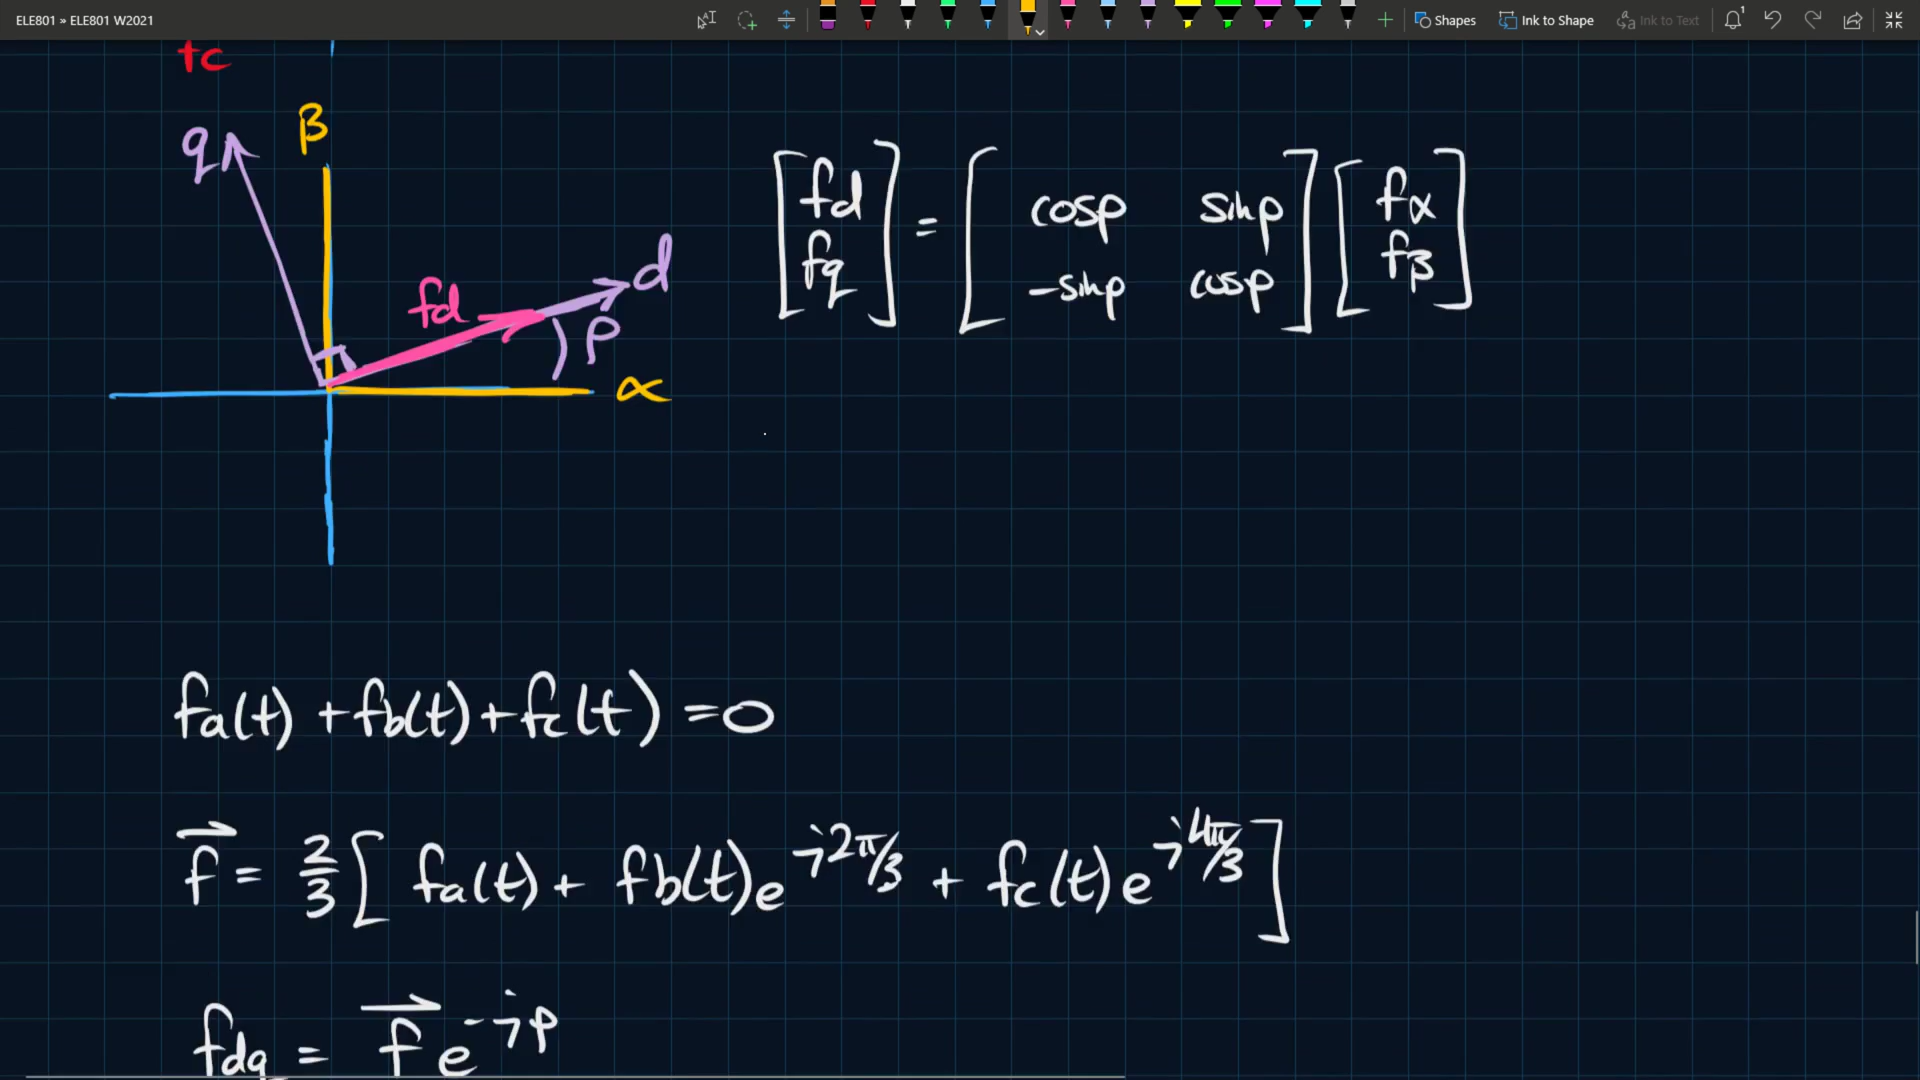 ELE801 » ELE801 W2021
Shapes
Ink to Shape
Ink to Text
1
fc
β
q
d
fd
ρ
α
[fd fq] = [cosρ sinρ -sinρ cosρ] [fα fβ]
fa(t) + fb(t) + fc(t) = 0
f⃗ = 2/3 [ fa(t) + fb(t)e^j2π/3 + fc(t)e^j4π/3 ]
fdq = f⃗ e^-jρ